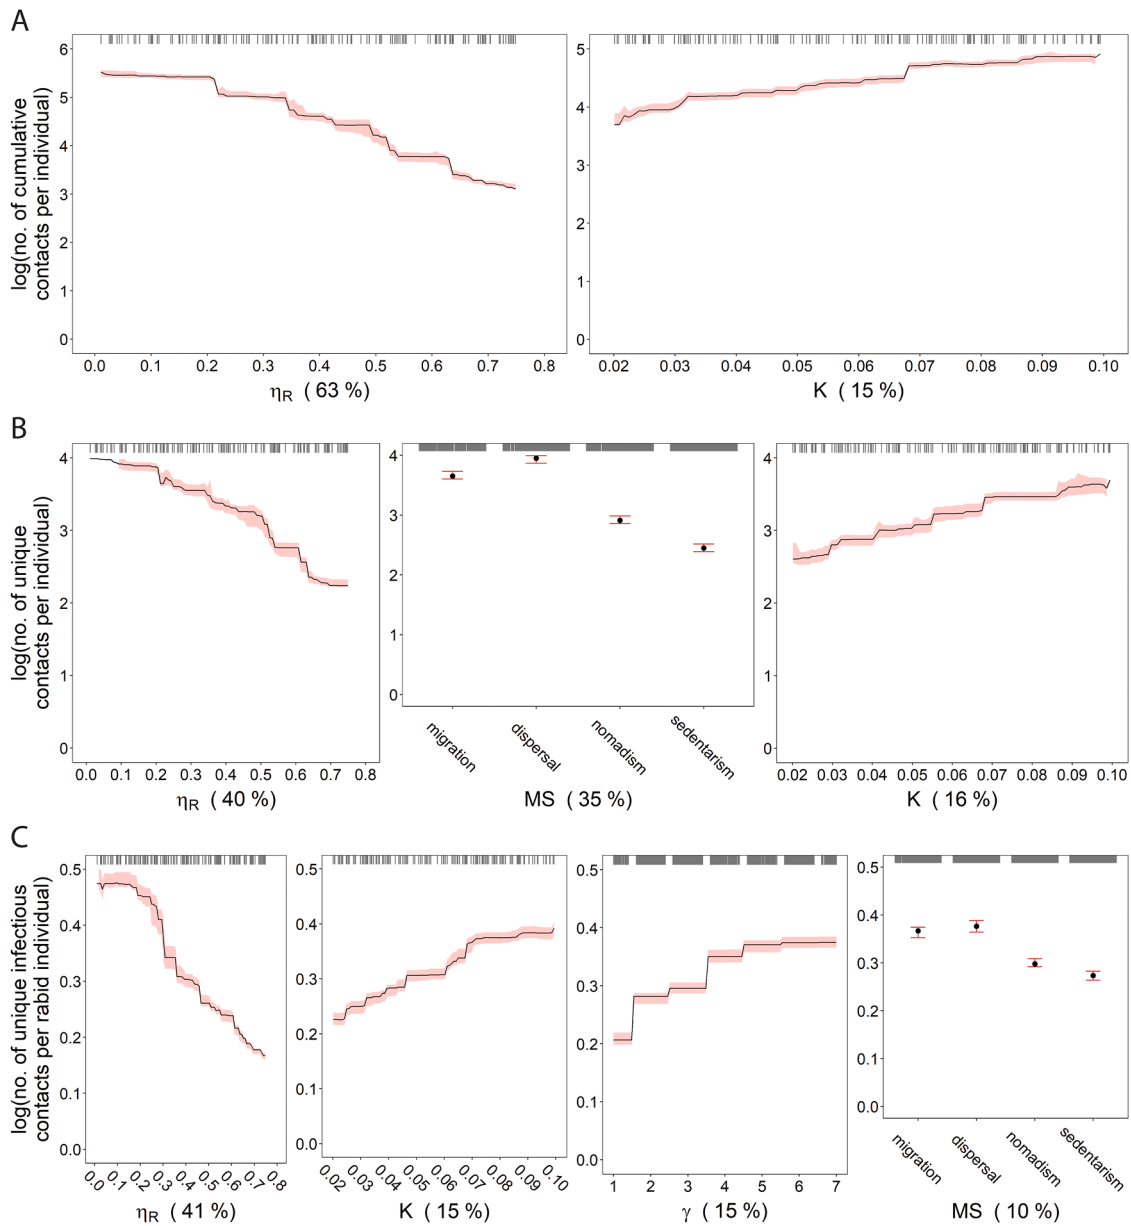 A
log(no. of cumulative
contacts per individual)
6
5
4
3
2
1
0
0.0 0.1 0.2 0.3 0.4 0.5 0.6 0.7 0.8
ηR ( 63 %)
5
4
3
2
1
0
0.02 0.03 0.04 0.05 0.06 0.07 0.08 0.09 0.10
K ( 15 %)
B
log(no. of unique
contacts per individual)
4
3
2
1
0
0.0 0.1 0.2 0.3 0.4 0.5 0.6 0.7 0.8
ηR ( 40 %)
4
3
2
1
0
migration dispersal nomadism sedentarism
MS ( 35 %)
4
3
2
1
0
0.02 0.03 0.04 0.05 0.06 0.07 0.08 0.09 0.10
K ( 16 %)
C
log(no. of unique infectious
contacts per rabid individual)
0.5
0.4
0.3
0.2
0.1
0.0
0.0 0.1 0.2 0.3 0.4 0.5 0.6 0.7 0.8
ηR ( 41 %)
0.5
0.4
0.3
0.2
0.1
0.0
0.02 0.03 0.04 0.05 0.06 0.07 0.08 0.09 0.10
K ( 15 %)
0.5
0.4
0.3
0.2
0.1
0.0
1 2 3 4 5 6 7
γ ( 15 %)
0.5
0.4
0.3
0.2
0.1
0.0
migration dispersal nomadism sedentarism
MS ( 10 %)